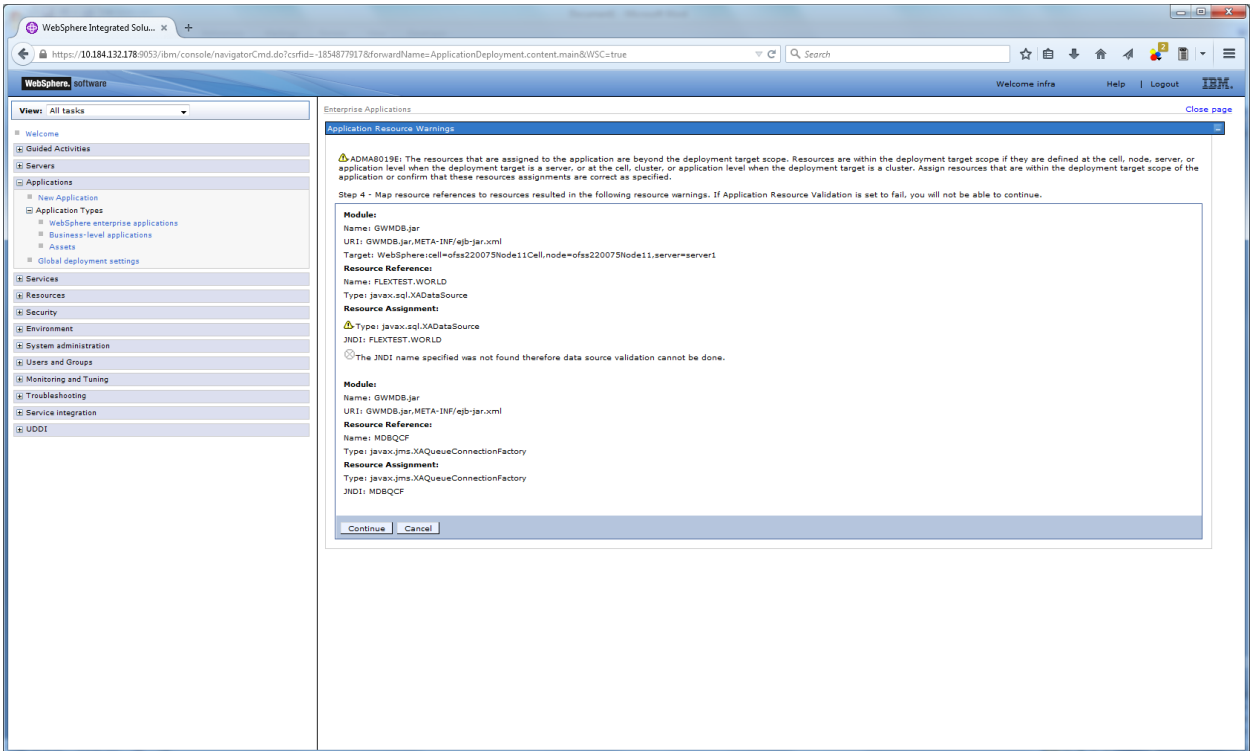 WebSphere Integrated Solu... × +
https://10.184.132.178:9053/ibm/console/navigatorCmd.do?csrfid=-1854877917&forwardName=ApplicationDeployment.content.main&WSC=true
Search
2
WebSphere. software
Welcome infra
Help | Logout
IBM.
View: All tasks
Welcome
Guided Activities
Servers
Applications
New Application
Application Types
WebSphere enterprise applications
Business-level applications
Assets
Global deployment settings
Services
Resources
Security
Environment
System administration
Users and Groups
Monitoring and Tuning
Troubleshooting
Service integration
UDDI
Enterprise Applications
Close page
Application Resource Warnings
ADMA8019E: The resources that are assigned to the application are beyond the deployment target scope. Resources are within the deployment target scope if they are defined at the cell, node, server, or
application level when the deployment target is a server, or at the cell, cluster, or application level when the deployment target is a cluster. Assign resources that are within the deployment target scope of the
application or confirm that these resources assignments are correct as specified.
Step 4 - Map resource references to resources resulted in the following resource warnings. If Application Resource Validation is set to fail, you will not be able to continue.
Module:
Name: GWMDB.jar
URI: GWMDB.jar,META-INF/ejb-jar.xml
Target: WebSphere:cell=ofss220075Node11Cell,node=ofss220075Node11,server=server1
Resource Reference:
Name: FLEXTEST.WORLD
Type: javax.sql.XADataSource
Resource Assignment:
Type: javax.sql.XADataSource
JNDI: FLEXTEST.WORLD
The JNDI name specified was not found therefore data source validation cannot be done.
Module:
Name: GWMDB.jar
URI: GWMDB.jar,META-INF/ejb-jar.xml
Resource Reference:
Name: MDBQCF
Type: javax.jms.XAQueueConnectionFactory
Resource Assignment:
Type: javax.jms.XAQueueConnectionFactory
JNDI: MDBQCF
Continue Cancel